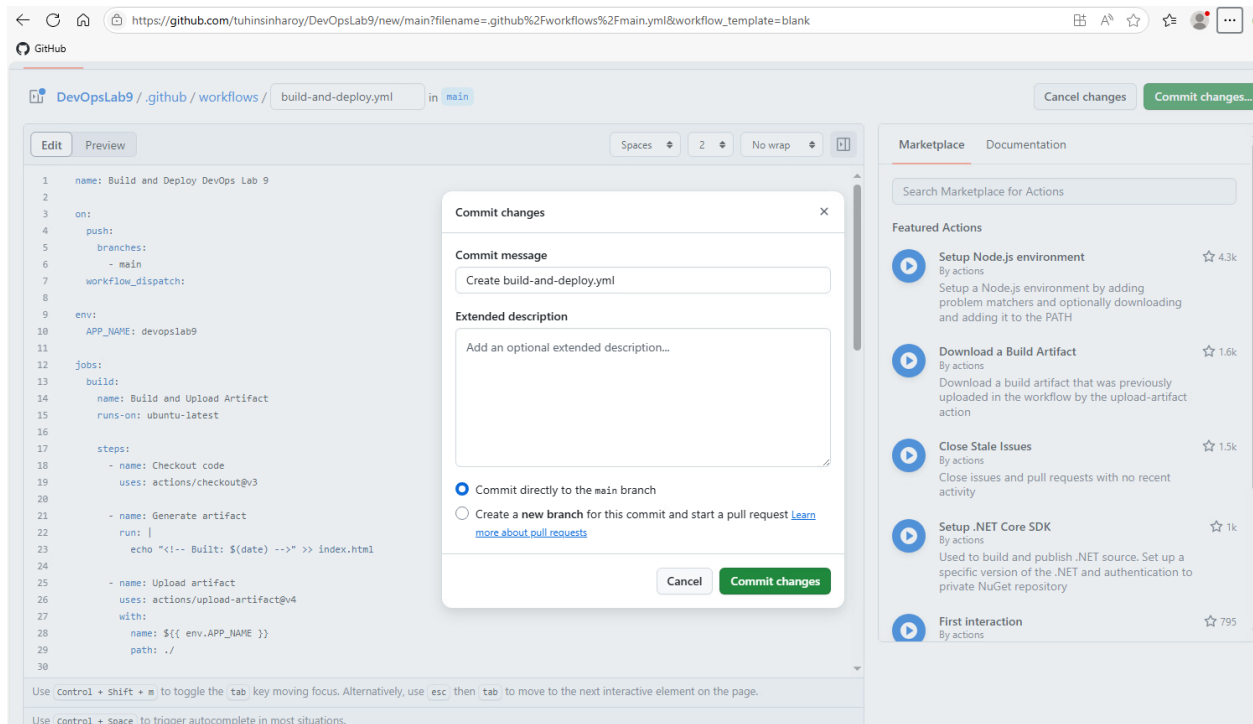 https://github.com/tuhinsinharoy/DevOpsLab9/new/main?filename=.github%2Fworkflows%2Fmain.yml&workflow_template=blank
GitHub
DevOpsLab9 / .github / workflows / build-and-deploy.yml in main
Cancel changes
Commit changes...
Edit
Preview
Spaces
2
No wrap
1 name: Build and Deploy DevOps Lab 9
2
3 on:
4 push:
5 branches:
6 - main
7 workflow_dispatch:
8
9 env:
10 APP_NAME: devopslab9
11
12 jobs:
13 build:
14 name: Build and Upload Artifact
15 runs-on: ubuntu-latest
16
17 steps:
18 - name: Checkout code
19 uses: actions/checkout@v3
20
21 - name: Generate artifact
22 run: |
23 echo "<!-- Built: $(date) -->" >> index.html
24
25 - name: Upload artifact
26 uses: actions/upload-artifact@v4
27 with:
28 name: ${{ env.APP_NAME }}
29 path: ./
30
Use Control + Shift + m to toggle the tab key moving focus. Alternatively, use esc then tab to move to the next interactive element on the page.
Use Control + Space to trigger autocomplete in most situations.
Commit changes
Commit message
Create build-and-deploy.yml
Extended description
Add an optional extended description...
Commit directly to the main branch
Create a new branch for this commit and start a pull request Learn
more about pull requests
Cancel
Commit changes
Marketplace
Documentation
Search Marketplace for Actions
Featured Actions
Setup Node.js environment
4.3k
By actions
Setup a Node.js environment by adding
problem matchers and optionally downloading
and adding it to the PATH
Download a Build Artifact
1.6k
By actions
Download a build artifact that was previously
uploaded in the workflow by the upload-artifact
action
Close Stale Issues
1.5k
By actions
Close issues and pull requests with no recent
activity
Setup .NET Core SDK
1k
By actions
Used to build and publish .NET source. Set up a
specific version of the .NET and authentication to
private NuGet repository
First interaction
795
By actions